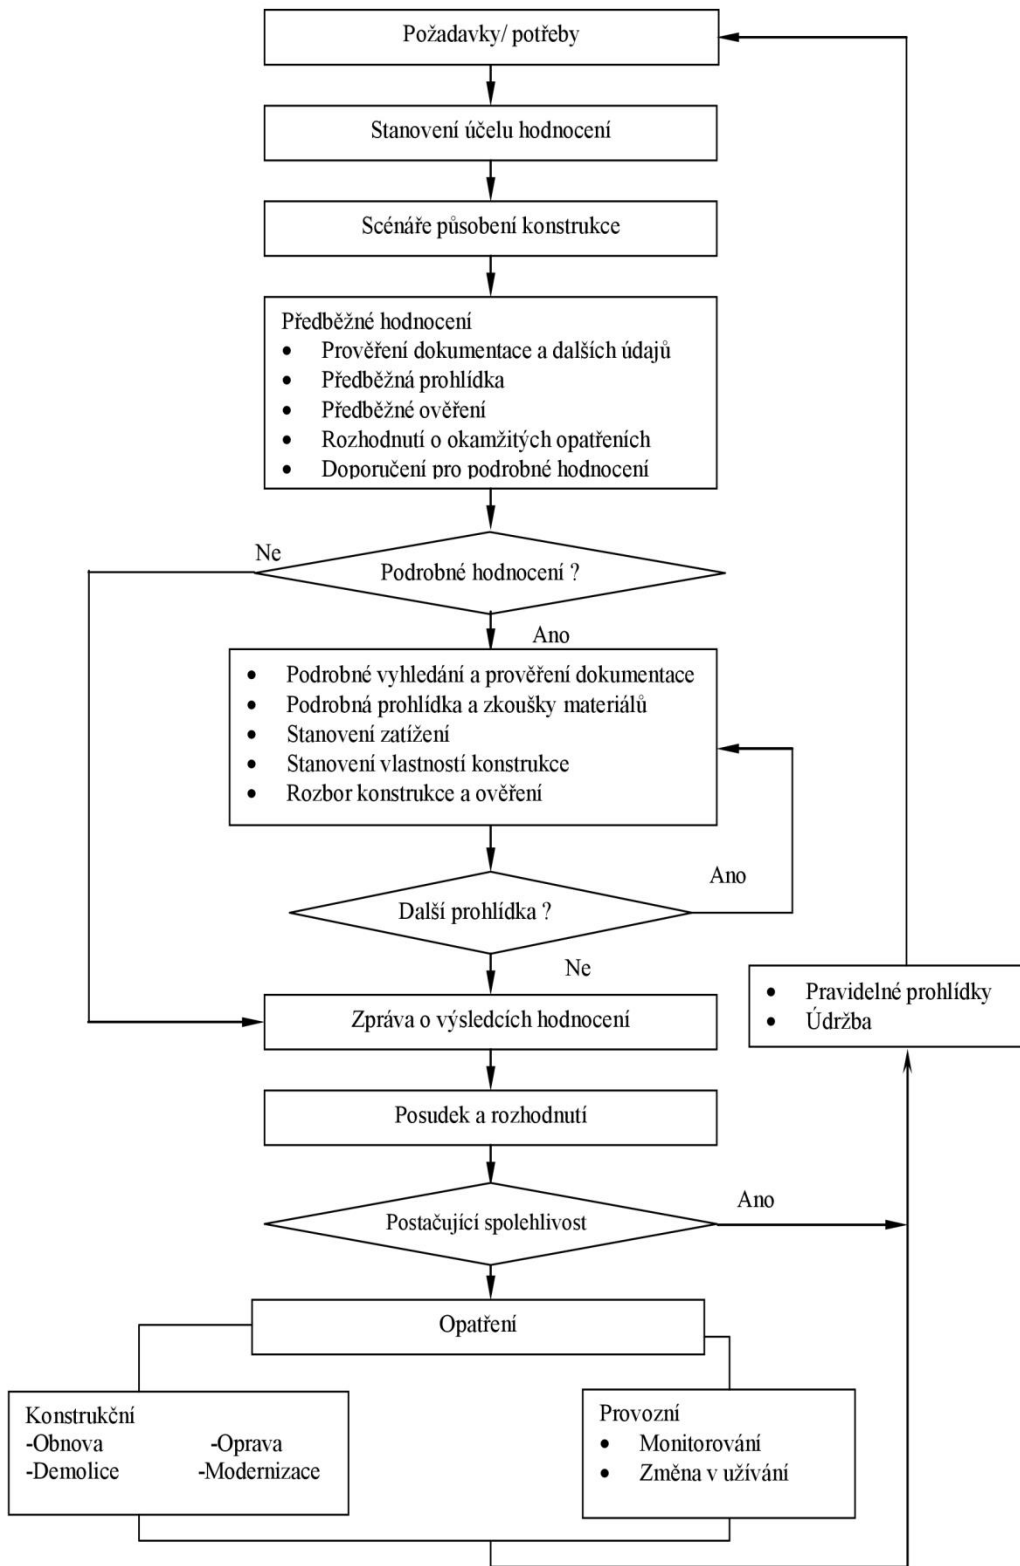 Požadavky/ potřeby
Stanovení účelu hodnocení
Scénáře působení konstrukce
Předběžné hodnocení
• Prověření dokumentace a dalších údajů
• Předběžná prohlídka
• Předběžné ověření
• Rozhodnutí o okamžitých opatřeních
• Doporučení pro podrobné hodnocení
Ne
Podrobné hodnocení ?
Ano
• Podrobné vyhledání a prověření dokumentace
• Podrobná prohlídka a zkoušky materiálů
• Stanovení zatížení
• Stanovení vlastností konstrukce
• Rozbor konstrukce a ověření
Ano
Další prohlídka ?
Ne
• Pravidelné prohlídky
• Údržba
Zpráva o výsledcích hodnocení
Posudek a rozhodnutí
Ano
Postačující spolehlivost
Opatření
Konstrukční
-Obnova -Oprava
-Demolice -Modernizace
Provozní
• Monitorování
• Změna v užívání